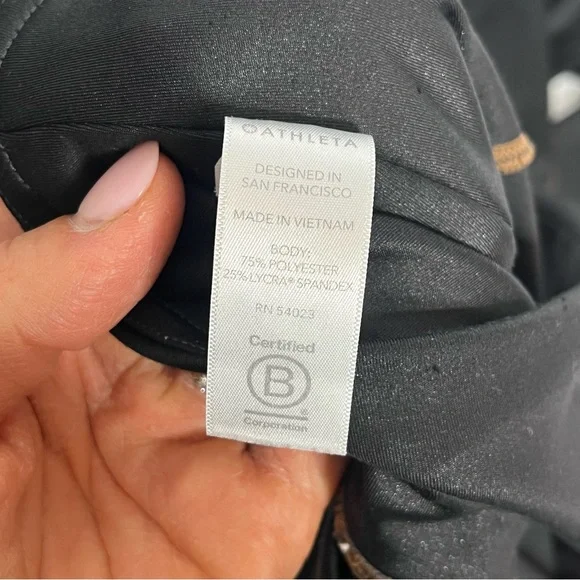 ATHLETA
DESIGNED IN
SAN FRANCISCO
MADE IN VIETNAM
BODY:
75% POLYESTER
25% LYCRA® SPANDEX
RN 54023
Certified
B
®
Corporation